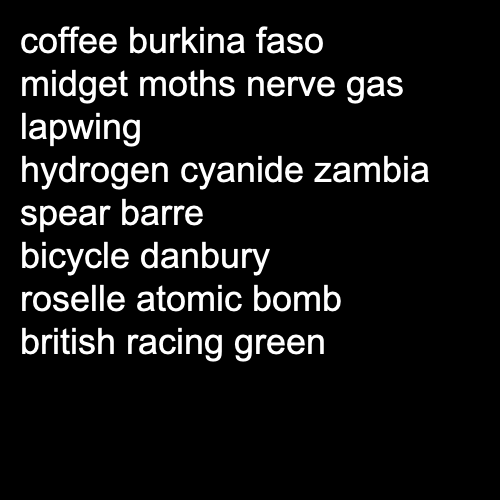 coffee burkina faso
midget moths nerve gas
lapwing
hydrogen cyanide zambia
spear barre
bicycle danbury
roselle atomic bomb
british racing green